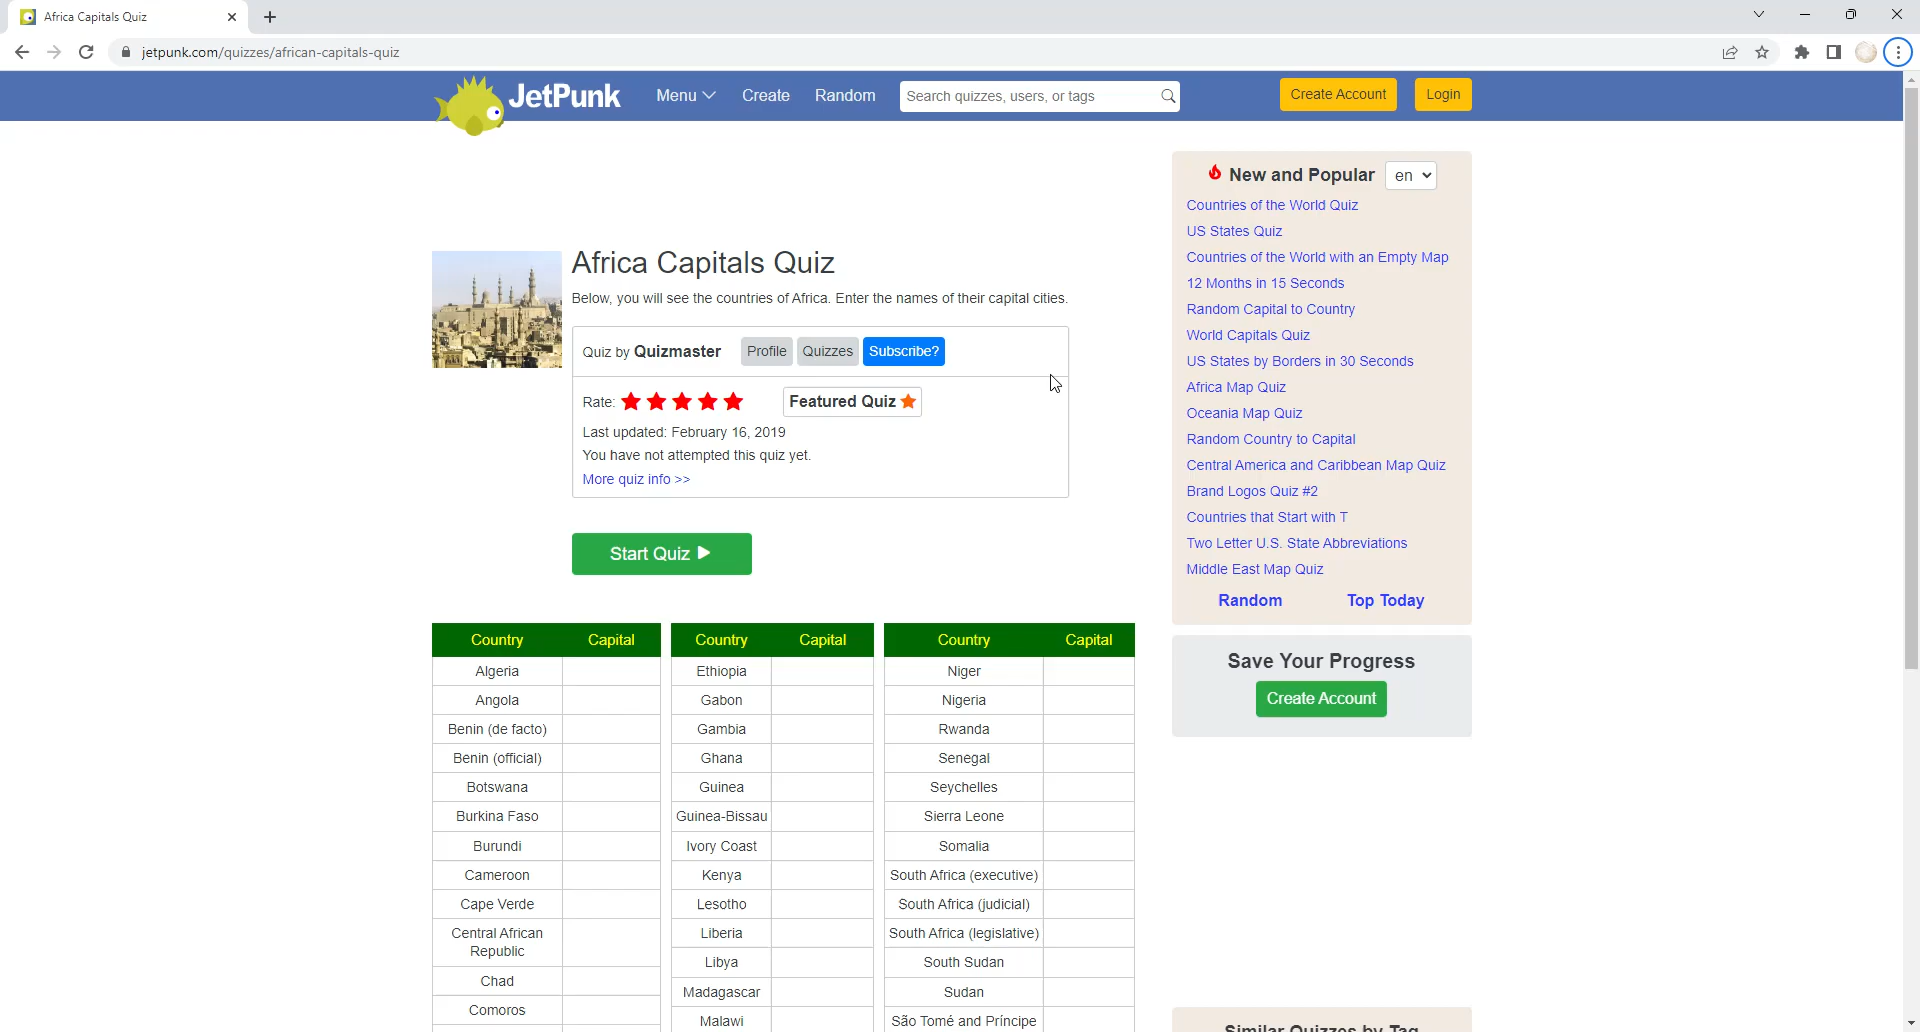 Africa Capitals Quiz
jetpunk.com/quizzes/african-capitals-quiz
JetPunk
Menu
Create
Random
Search quizzes, users, or tags
Create Account
Login
Africa Capitals Quiz
Below, you will see the countries of Africa. Enter the names of their capital cities.
Quiz by Quizmaster
Profile
Quizzes
Subscribe?
Rate:
Featured Quiz
Last updated: February 16, 2019
You have not attempted this quiz yet.
More quiz info >>
Start Quiz
Country Capital
Algeria
Angola
Benin (de facto)
Benin (official)
Botswana
Burkina Faso
Burundi
Cameroon
Cape Verde
Central African
Republic
Chad
Comoros
Country Capital
Ethiopia
Gabon
Gambia
Ghana
Guinea
Guinea-Bissau
Ivory Coast
Kenya
Lesotho
Liberia
Libya
Madagascar
Malawi
Country Capital
Niger
Nigeria
Rwanda
Senegal
Seychelles
Sierra Leone
Somalia
South Africa (executive)
South Africa (judicial)
South Africa (legislative)
South Sudan
Sudan
São Tomé and Príncipe
New and Popular
en
Countries of the World Quiz
US States Quiz
Countries of the World with an Empty Map
12 Months in 15 Seconds
Random Capital to Country
World Capitals Quiz
US States by Borders in 30 Seconds
Africa Map Quiz
Oceania Map Quiz
Random Country to Capital
Central America and Caribbean Map Quiz
Brand Logos Quiz #2
Countries that Start with T
Two Letter U.S. State Abbreviations
Middle East Map Quiz
Random
Top Today
Save Your Progress
Create Account
Similar Quizzes by Tag